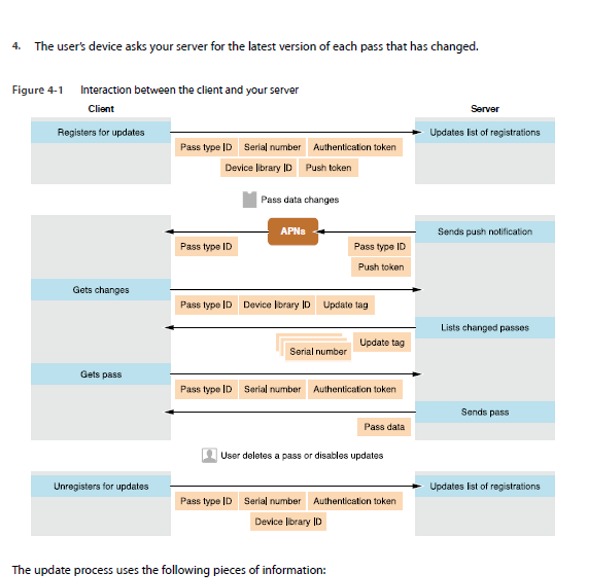 4. The user's device asks your server for the latest version of each pass that has changed.
Figure 4-1 Interaction between the client and your server
Client Server
Registers for updates Updates list of registrations
Pass type ID Serial number Authentication token
Device library ID Push token
Pass data changes
APNs Sends push notification
Pass type ID Pass type ID
Push token
Gets changes
Pass type ID Device library ID Update tag
Lists changed passes
Update tag
Serial number
Gets pass
Pass type ID Serial number Authentication token
Sends pass
Pass data
User deletes a pass or disables updates
Unregisters for updates Updates list of registrations
Pass type ID Serial number Authentication token
Device library ID
The update process uses the following pieces of information: